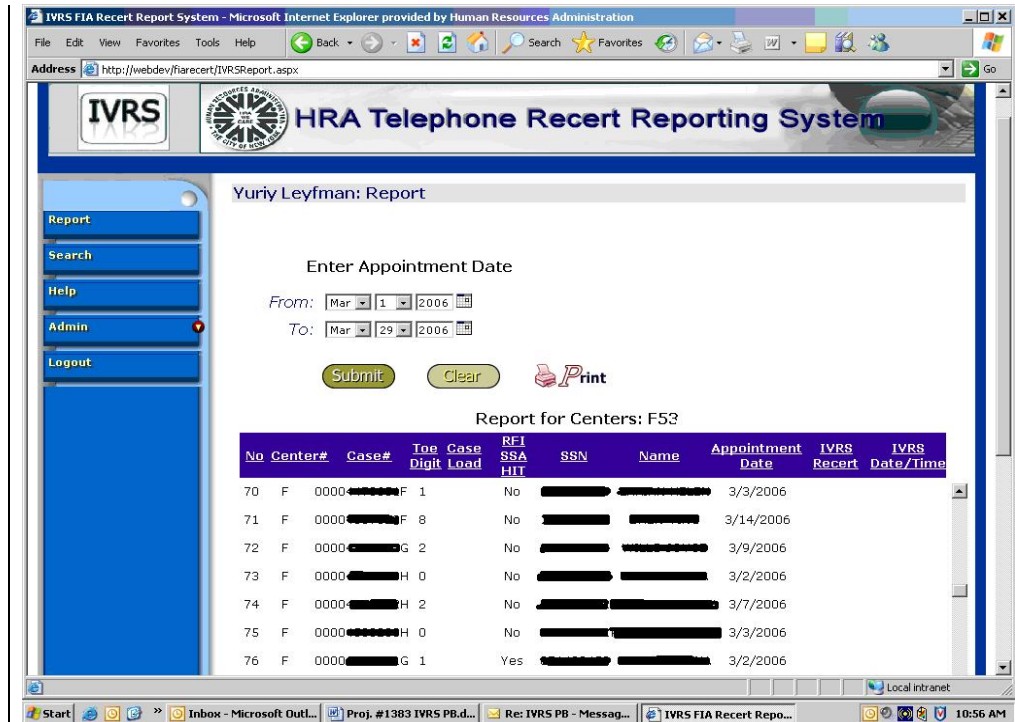 IVRS FIA Recert Report System - Microsoft Internet Explorer provided by Human Resources Administration
File Edit View Favorites Tools Help Back Search Favorites
Address http://webdev/fiarecert/IVRSReport.aspx Go
IVRS HRA Telephone Recert Reporting System
Yuriy Leyfman: Report
Report
Search
Help
Admin
Logout
Enter Appointment Date
From: Mar 1 2006
To: Mar 29 2006
Submit Clear Print
Report for Centers: F53
No Center# Case# Toe Digit Case Load RFI SSA HIT SSN Name Appointment Date IVRS Recert IVRS Date/Time
70 F 0000 F 1 No 3/3/2006
71 F 0000 F 8 No 3/14/2006
72 F 0000 G 2 No 3/9/2006
73 F 0000 H 0 No 3/2/2006
74 F 0000 H 2 No 3/7/2006
75 F 0000 H 0 No 3/3/2006
76 F 0000 G 1 Yes 3/2/2006
Local intranet
Start Inbox - Microsoft Outl... Proj. #1383 IVRS PB.d... Re: IVRS PB - Messag... IVRS FIA Recert Repo... 10:56 AM